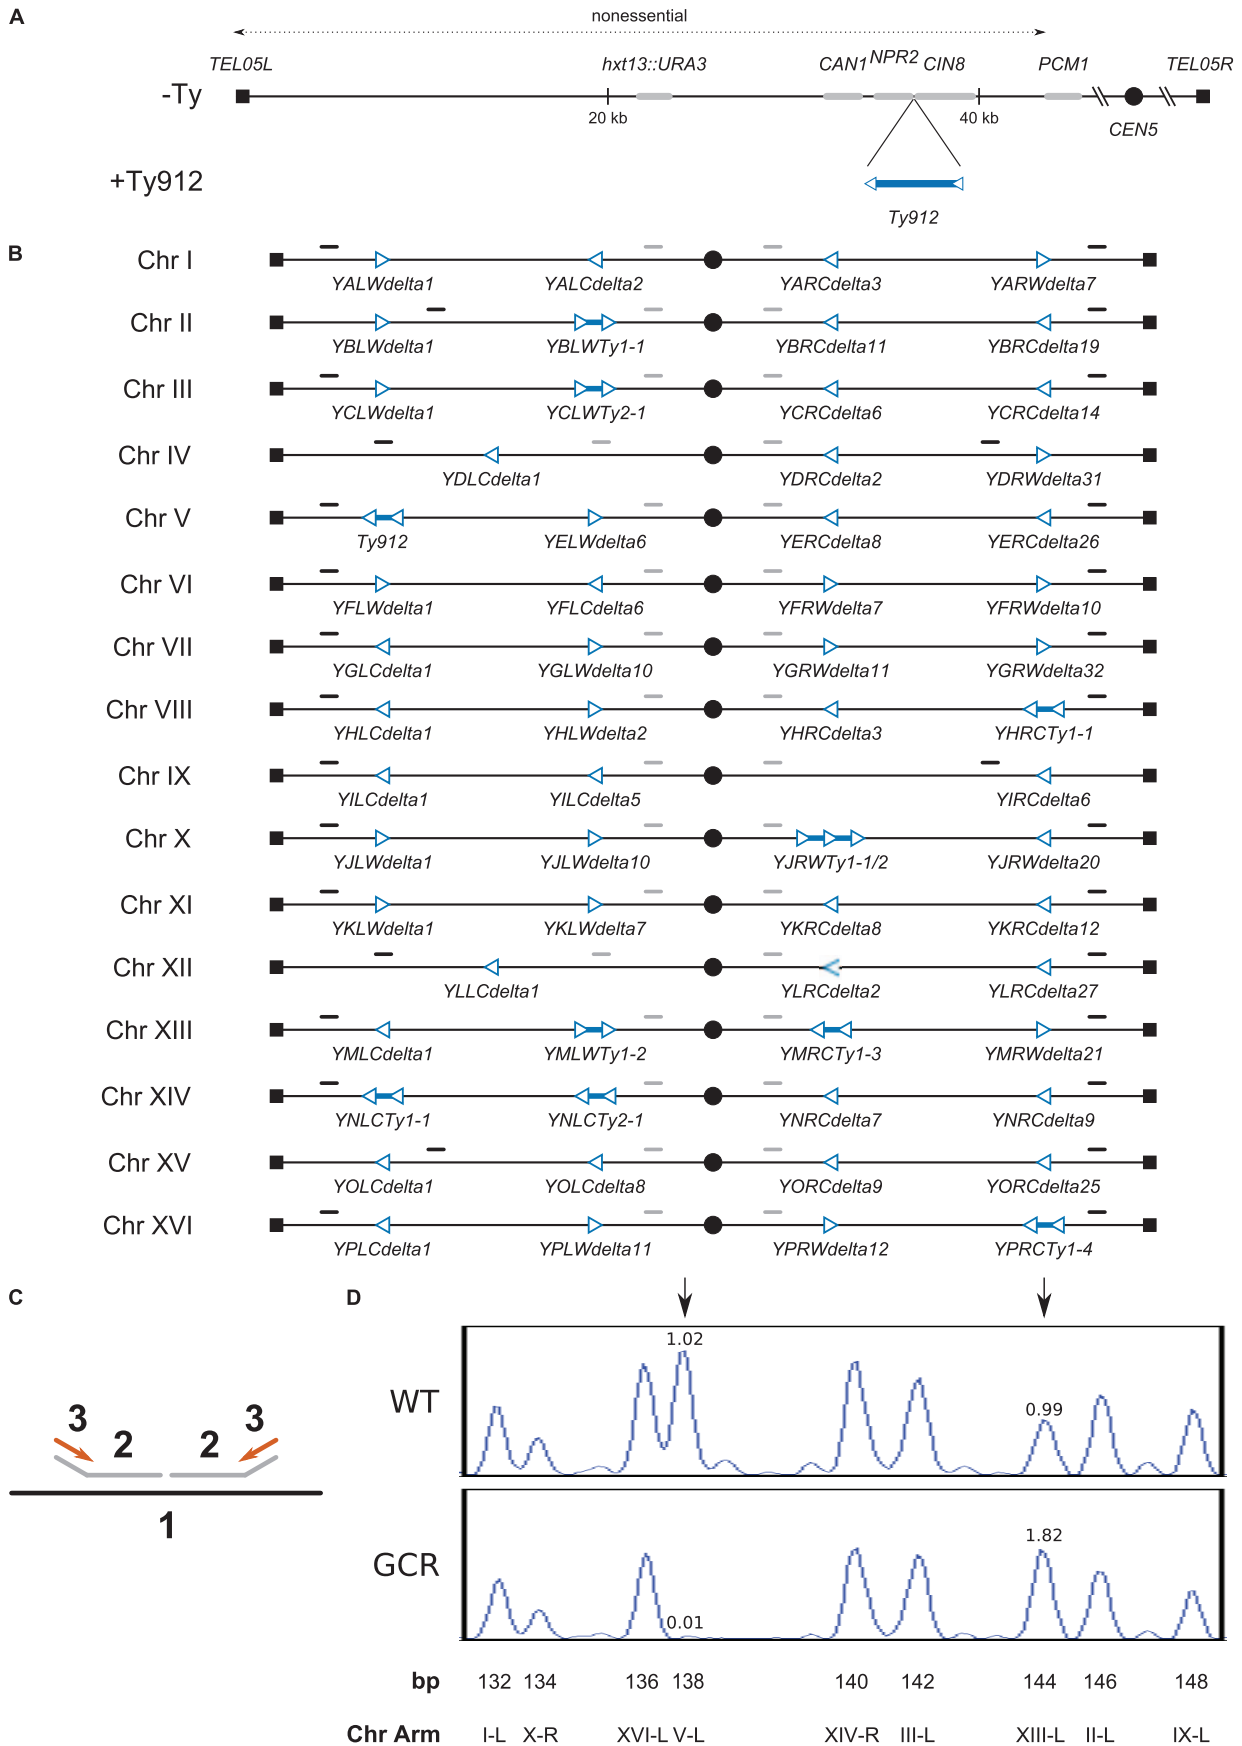 A
nonessential
TEL05L hxt13::URA3 CAN1 NPR2 CIN8 PCM1 TEL05R
-Ty
20 kb 40 kb
CEN5
+Ty912
Ty912
B
Chr I
YALWdelta1 YALCdelta2 YARCdelta3 YARWdelta7
Chr II
YBLWdelta1 YBLWTy1-1 YBRCdelta11 YBRCdelta19
Chr III
YCLWdelta1 YCLWTy2-1 YCRCdelta6 YCRCdelta14
Chr IV
YDLCdelta1 YDRCdelta2 YDRWdelta31
Chr V
Ty912 YELWdelta6 YERCdelta8 YERCdelta26
Chr VI
YFLWdelta1 YFLCdelta6 YFRWdelta7 YFRWdelta10
Chr VII
YGLCdelta1 YGLWdelta10 YGRWdelta11 YGRWdelta32
Chr VIII
YHLCdelta1 YHLWdelta2 YHRCdelta3 YHRCTy1-1
Chr IX
YILCdelta1 YILCdelta5 YIRCdelta6
Chr X
YJLWdelta1 YJLWdelta10 YJRWTy1-1/2 YJRWdelta20
Chr XI
YKLWdelta1 YKLWdelta7 YKRCdelta8 YKRCdelta12
Chr XII
YLLCdelta1 YLRCdelta2 YLRCdelta27
Chr XIII
YMLCdelta1 YMLWTy1-2 YMRCTy1-3 YMRWdelta21
Chr XIV
YNLCTy1-1 YNLCTy2-1 YNRCdelta7 YNRCdelta9
Chr XV
YOLCdelta1 YOLCdelta8 YORCdelta9 YORCdelta25
Chr XVI
YPLCdelta1 YPLWdelta11 YPRWdelta12 YPRCTy1-4
C
3 2 2 3
1
D
WT
1.02
0.99
GCR
0.01
1.82
bp 132 134 136 138 140 142 144 146 148
Chr Arm I-L X-R XVI-L V-L XIV-R III-L XIII-L II-L IX-L